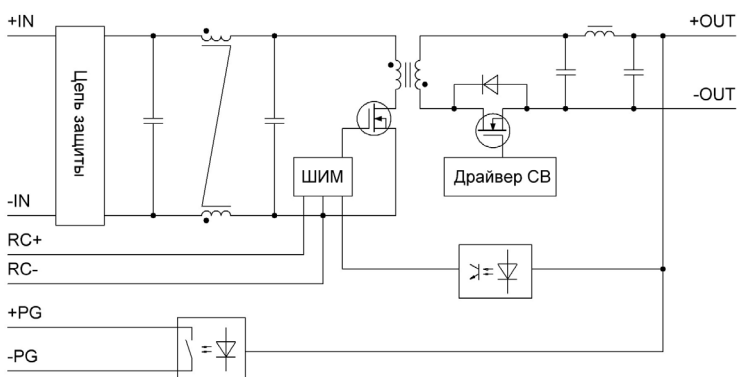 +IN
+OUT
Цепь защиты
-OUT
ШИМ
Драйвер СВ
-IN
RC+
RC-
+PG
-PG